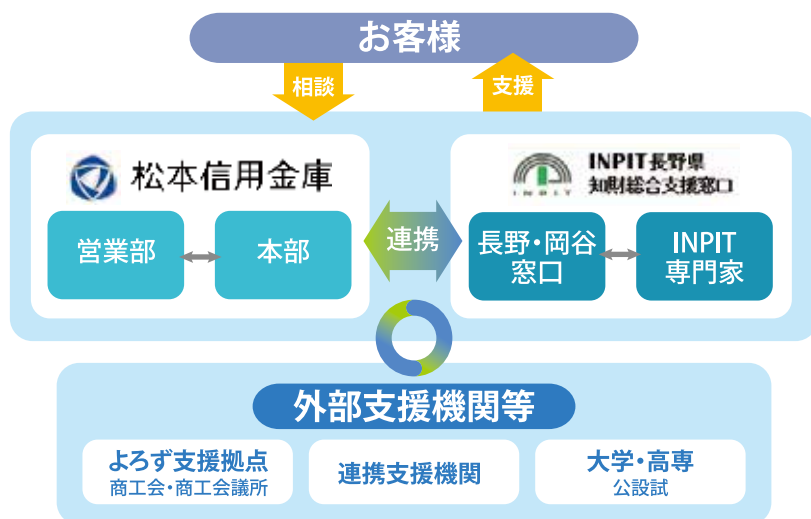 お客様
相談
支援
松本信用金庫
INPIT
INPIT長野県
知財総合支援窓口
営業部
本部
連携
長野・岡谷
窓口
INPIT
専門家
外部支援機関等
よろず支援拠点
商工会・商工会議所
連携支援機関
大学・高専
公設試